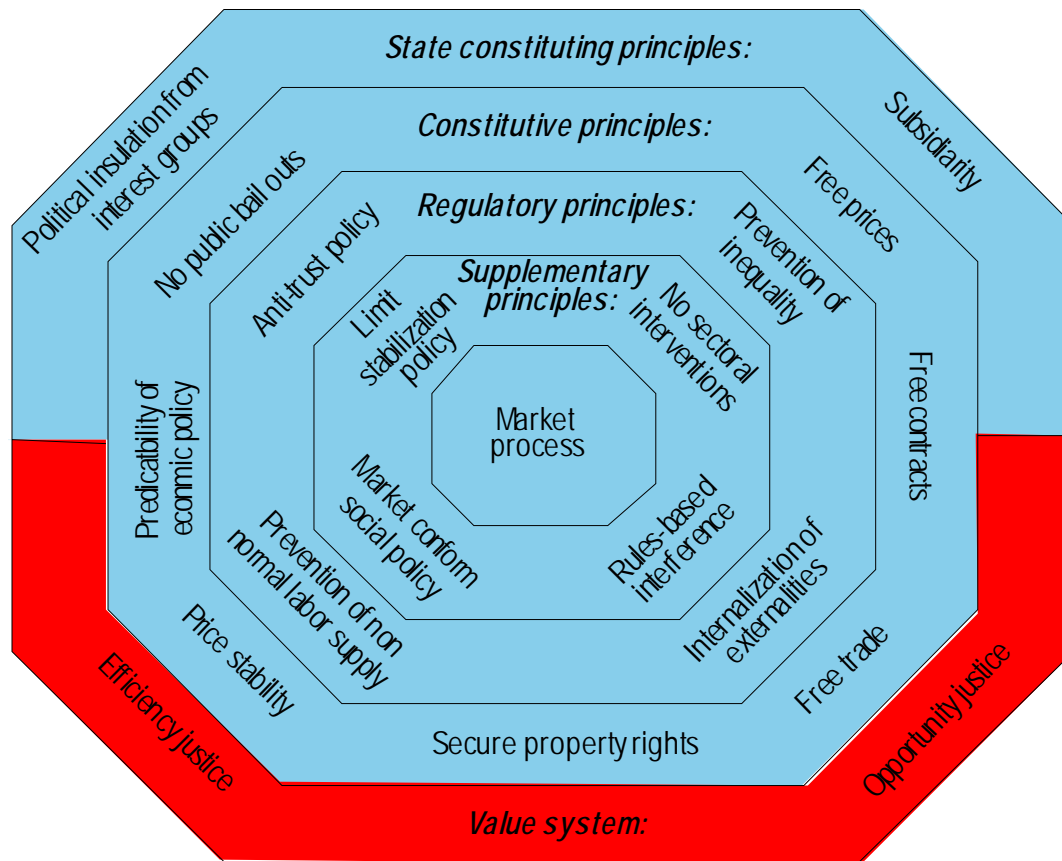 State constituting principles:
Political insulation from
interest groups
Subsidiarity
Constitutive principles:
No public bail outs
Free prices
Predicatbility of
econmic policy
Free contracts
Price stability
Free trade
Secure property rights
Regulatory principles:
Anti-trust policy
Prevention of
inequality
Prevention of non
normal labor supply
Internalization of
externalities
Supplementary
principles:
Limit
stabilization
policy
No sectoral
interventions
Market conform
social policy
Rules-based
interference
Market
process
Efficiency justice
Opportunity justice
Value system: